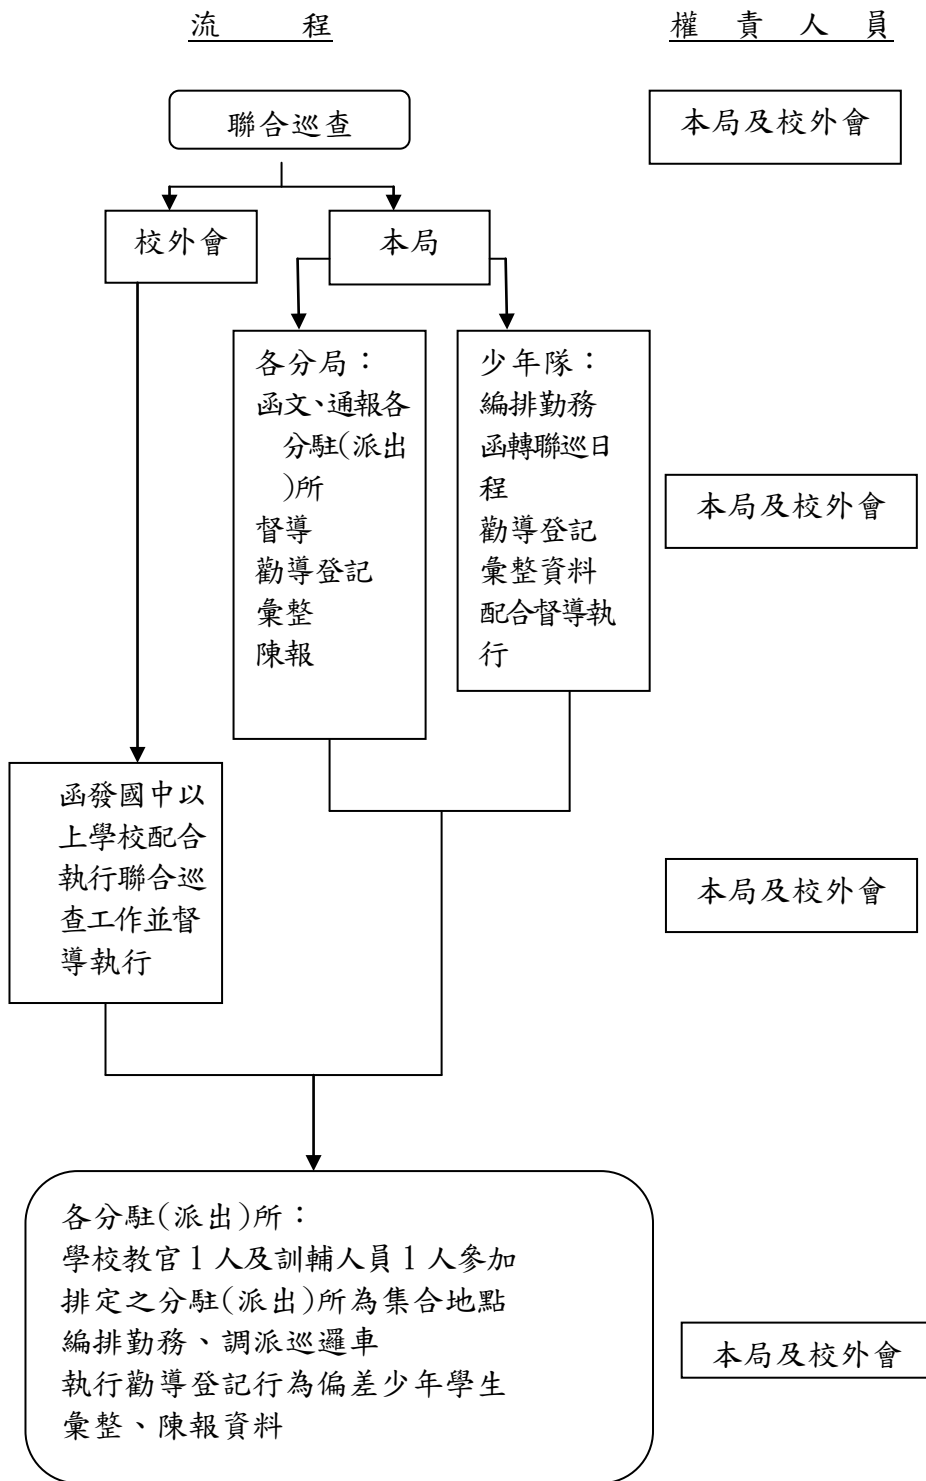 流程
權責人員
聯合巡查
本局及校外會
校外會
本局
各分局：
函文、通報各
分駐(派出
)所
督導
勸導登記
彙整
陳報
少年隊：
編排勤務
函轉聯巡日
程
勸導登記
彙整資料
配合督導執
行
本局及校外會
函發國中以
上學校配合
執行聯合巡
查工作並督
導執行
本局及校外會
各分駐(派出)所：
學校教官1人及訓輔人員1人參加
排定之分駐(派出)所為集合地點
編排勤務、調派巡邏車
執行勸導登記行為偏差少年學生
彙整、陳報資料
本局及校外會